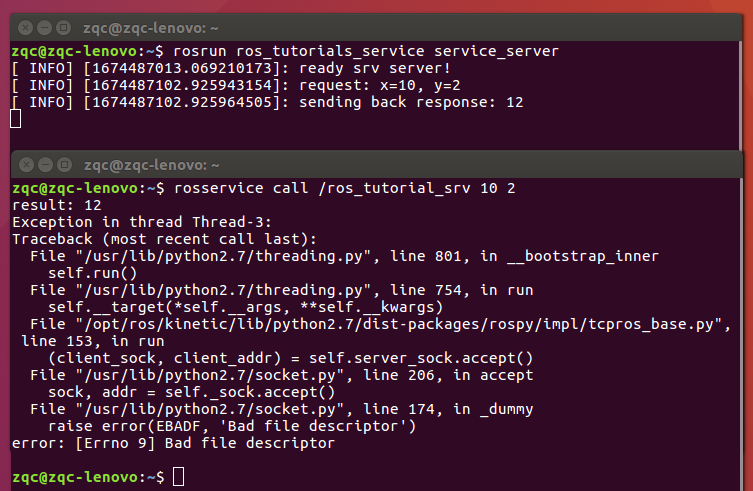 zqc@zqc-lenovo: ~
zqc@zqc-lenovo:~$ rosrun ros_tutorials_service service_server
[ INFO] [1674487013.069210173]: ready srv server!
[ INFO] [1674487102.925943154]: request: x=10, y=2
[ INFO] [1674487102.925964505]: sending back response: 12
zqc@zqc-lenovo: ~
zqc@zqc-lenovo:~$ rosservice call /ros_tutorial_srv 10 2
result: 12
Exception in thread Thread-3:
Traceback (most recent call last):
  File "/usr/lib/python2.7/threading.py", line 801, in __bootstrap_inner
    self.run()
  File "/usr/lib/python2.7/threading.py", line 754, in run
    self.__target(*self.__args, **self.__kwargs)
  File "/opt/ros/kinetic/lib/python2.7/dist-packages/rospy/impl/tcpros_base.py",
 line 153, in run
    (client_sock, client_addr) = self.server_sock.accept()
  File "/usr/lib/python2.7/socket.py", line 206, in accept
    sock, addr = self._sock.accept()
  File "/usr/lib/python2.7/socket.py", line 174, in _dummy
    raise error(EBADF, 'Bad file descriptor')
error: [Errno 9] Bad file descriptor
zqc@zqc-lenovo:~$